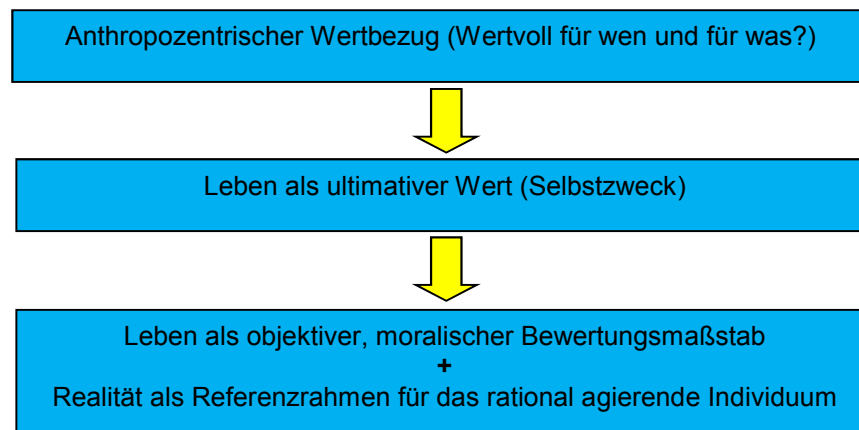 Anthropozentrischer Wertbezug (Wertvoll für wen und für was?)
Leben als ultimativer Wert (Selbstzweck)
Leben als objektiver, moralischer Bewertungsmaßstab
+
Realität als Referenzrahmen für das rational agierende Individuum